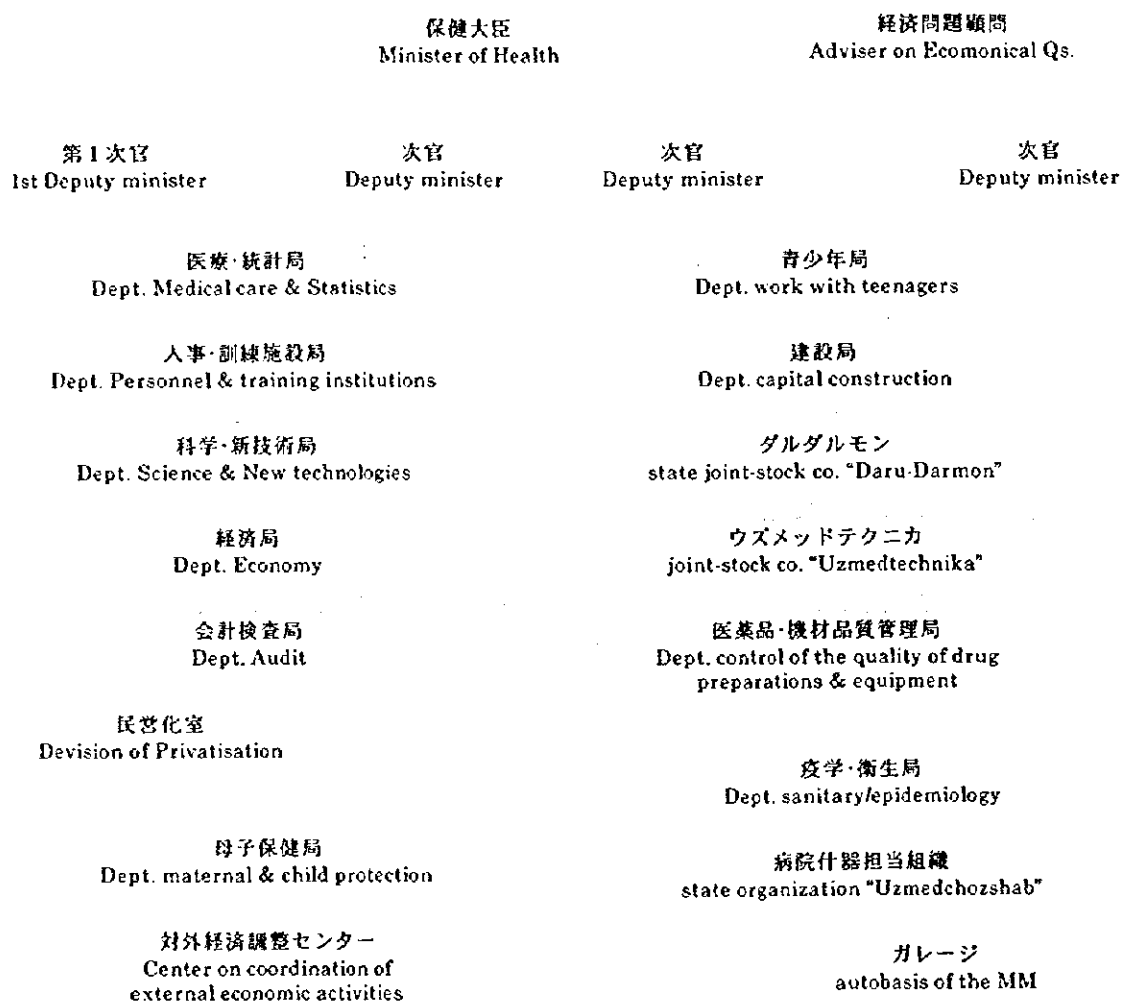 保健大臣
Minister of Health
経済問題顧問
Adviser on Ecomonical Qs.
第1次官
1st Deputy minister
次官
Deputy minister
次官
Deputy minister
次官
Deputy minister
医療·統計局
Dept. Medical care & Statistics
人事·訓練施設局
Dept. Personnel & training institutions
科学·新技術局
Dept. Science & New technologies
経済局
Dept. Economy
会計検査局
Dept. Audit
民営化室
Devision of Privatisation
母子保健局
Dept. maternal & child protection
対外経済調整センター
Center on coordination of
external economic activities
青少年局
Dept. work with teenagers
建設局
Dept. capital construction
ダルダルモン
state joint-stock co. "Daru-Darmon"
ウズメッドテクニカ
joint-stock co. "Uzmedtechnika"
医薬品·機材品質管理局
Dept. control of the quality of drug
preparations & equipment
疫学·衛生局
Dept. sanitary/epidemiology
病院什器担当組織
state organization "Uzmedchozshab"
ガレージ
autobasis of the MM